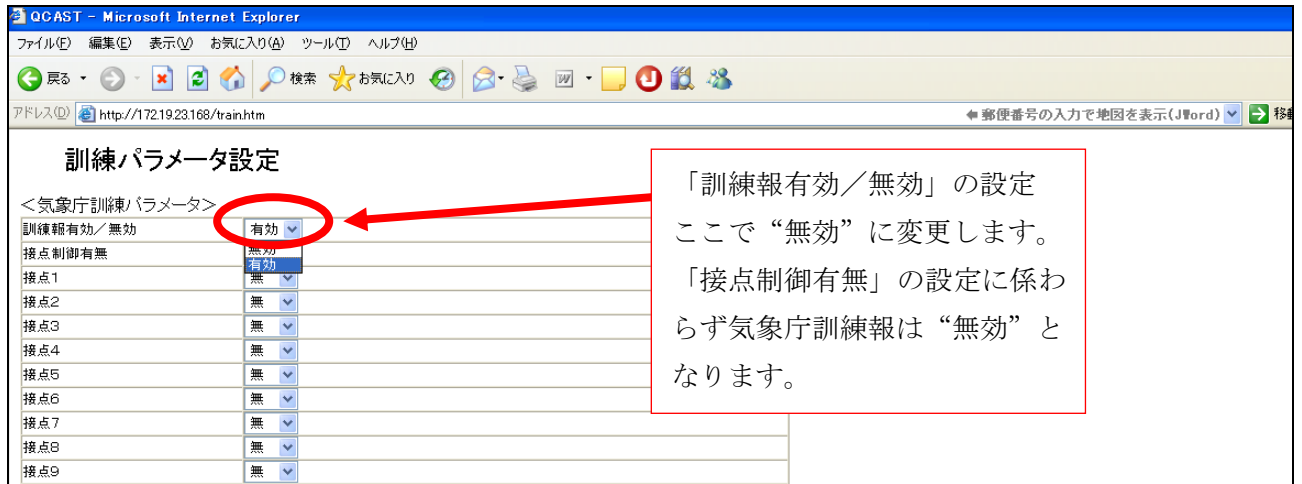 QCAST - Microsoft Internet Explorer
ファイル(F) 編集(E) 表示(V) お気に入り(A) ツール(T) ヘルプ(H)
戻る 検索 お気に入り
アドレス(D) http://172.19.23.168/train.htm 郵便番号の入力で地図を表示(JWord)
訓練パラメータ設定
＜気象庁訓練パラメータ＞
訓練報有効／無効 有効
無効
有効
接点制御有無
接点1 無
接点2 無
接点3 無
接点4 無
接点5 無
接点6 無
接点7 無
接点8 無
接点9 無
「訓練報有効／無効」の設定
ここで“無効”に変更します。
「接点制御有無」の設定に係わ
らず気象庁訓練報は“無効”と
なります。